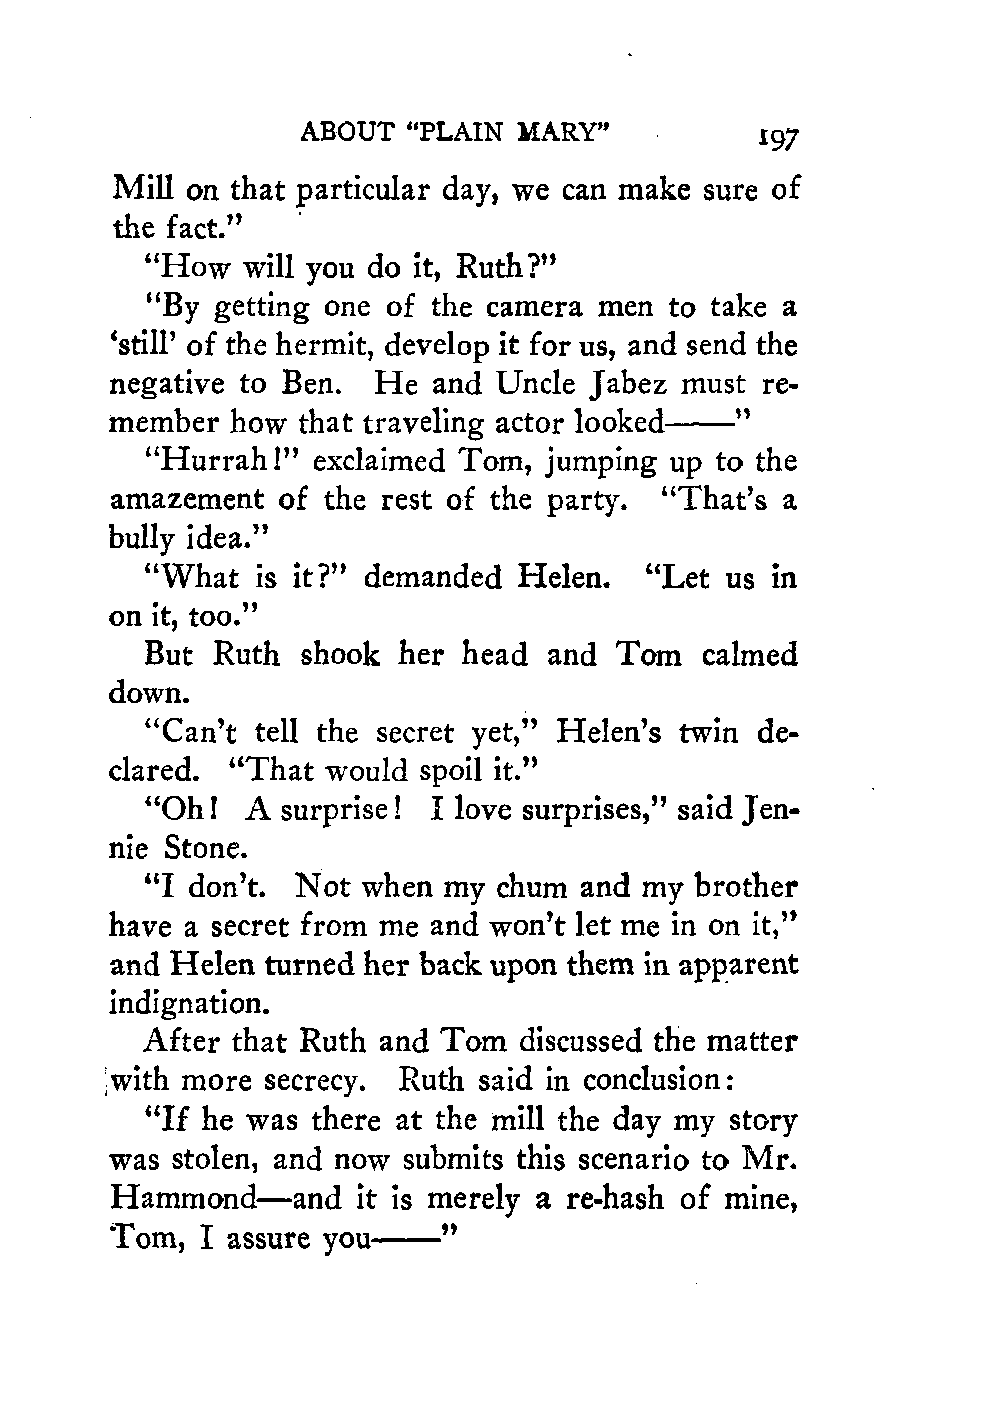 ABOUT "PLAIN MARY" 197
Mill on that particular day, we can make sure of
the fact."
"How will you do it, Ruth?"
"By getting one of the camera men to take a
'still' of the hermit, develop it for us, and send the
negative to Ben. He and Uncle Jabez must re-
member how that traveling actor looked——"
"Hurrah!" exclaimed Tom, jumping up to the
amazement of the rest of the party. "That's a
bully idea."
"What is it?" demanded Helen. "Let us in
on it, too."
But Ruth shook her head and Tom calmed
down.
"Can't tell the secret yet," Helen's twin de-
clared. "That would spoil it."
"Oh! A surprise! I love surprises," said Jen-
nie Stone.
"I don't. Not when my chum and my brother
have a secret from me and won't let me in on it,"
and Helen turned her back upon them in apparent
indignation.
After that Ruth and Tom discussed the matter
with more secrecy. Ruth said in conclusion:
"If he was there at the mill the day my story
was stolen, and now submits this scenario to Mr.
Hammond—and it is merely a re-hash of mine,
Tom, I assure you——"